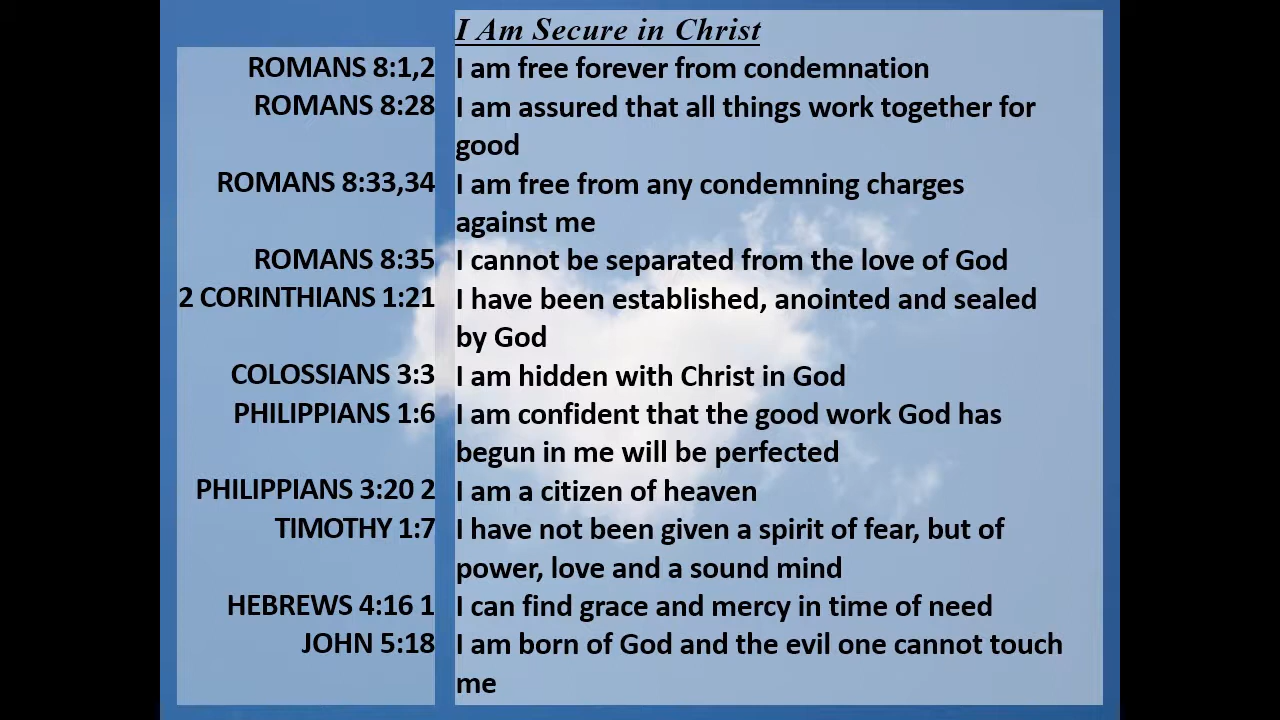 I Am Secure in Christ
ROMANS 8:1,2 I am free forever from condemnation
ROMANS 8:28 I am assured that all things work together for
good
ROMANS 8:33,34 I am free from any condemning charges
against me
ROMANS 8:35 I cannot be separated from the love of God
2 CORINTHIANS 1:21 I have been established, anointed and sealed
by God
COLOSSIANS 3:3 I am hidden with Christ in God
PHILIPPIANS 1:6 I am confident that the good work God has
begun in me will be perfected
PHILIPPIANS 3:20 2 I am a citizen of heaven
TIMOTHY 1:7 I have not been given a spirit of fear, but of
power, love and a sound mind
HEBREWS 4:16 1 I can find grace and mercy in time of need
JOHN 5:18 I am born of God and the evil one cannot touch
me